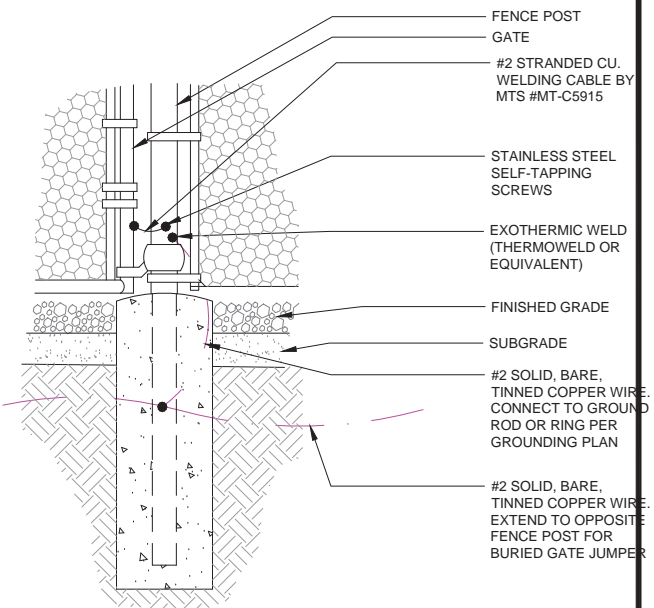 FENCE POST
GATE
#2 STRANDED CU.
WELDING CABLE BY
MTS #MT-C5915
STAINLESS STEEL
SELF-TAPPING
SCREWS
EXOTHERMIC WELD
(THERMOWELD OR
EQUIVALENT)
FINISHED GRADE
SUBGRADE
#2 SOLID, BARE,
TINNED COPPER WIRE.
CONNECT TO GROUND
ROD OR RING PER
GROUNDING PLAN
#2 SOLID, BARE,
TINNED COPPER WIRE.
EXTEND TO OPPOSITE
FENCE POST FOR
BURIED GATE JUMPER